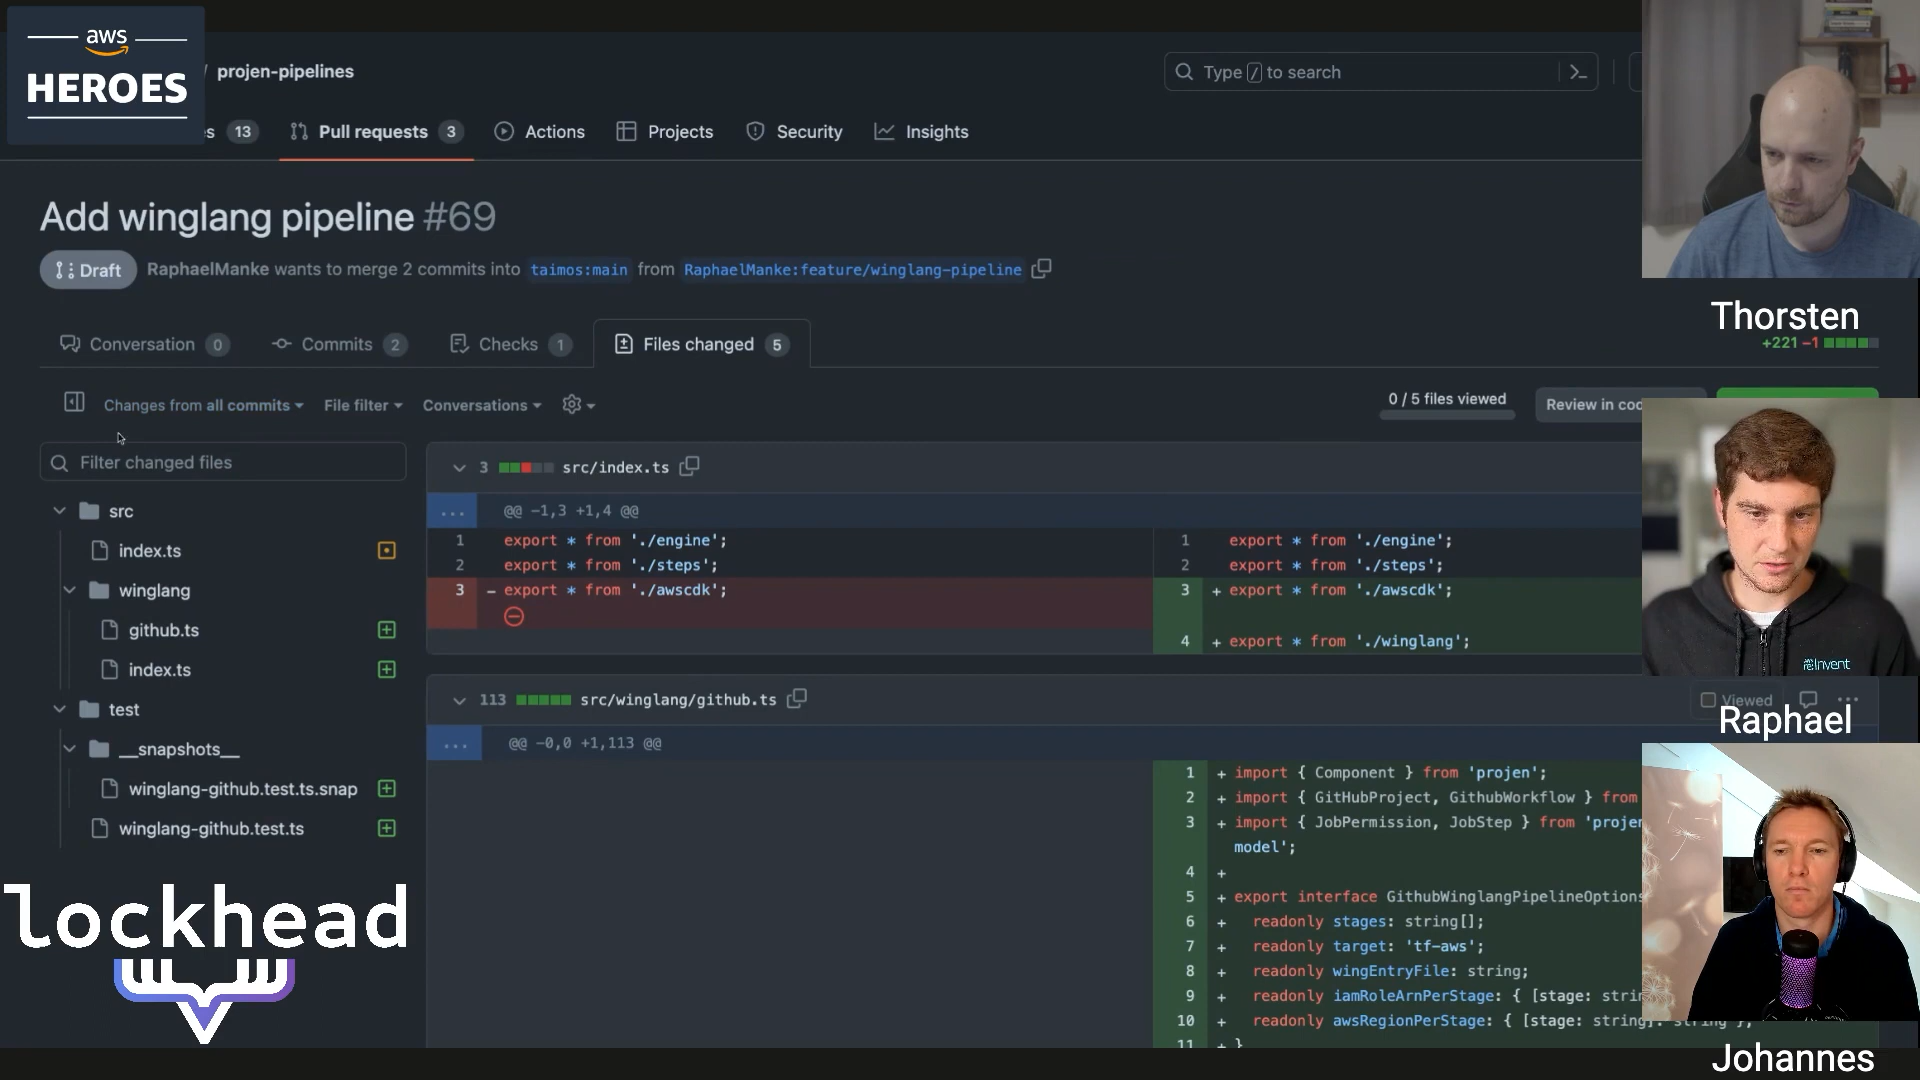 aws
HEROES
/ projen-pipelines
Type / to search
s 13
Pull requests 3
Actions
Projects
Security
Insights
Add winglang pipeline #69
Draft
RaphaelManke wants to merge 2 commits into taimos:main from RaphaelManke:feature/winglang-pipeline
Thorsten
+221 −1
Conversation 0
Commits 2
Checks 1
Files changed 5
Changes from all commits
File filter
Conversations
0 / 5 files viewed
Review in co
Filter changed files
src
index.ts
winglang
github.ts
index.ts
test
__snapshots__
winglang-github.test.ts.snap
winglang-github.test.ts
lockhead
3 src/index.ts
... @@ -1,3 +1,4 @@
1 export * from './engine';
2 export * from './steps';
3 - export * from './awscdk';
1 export * from './engine';
2 export * from './steps';
3 + export * from './awscdk';
4 + export * from './winglang';
re:Invent
113 src/winglang/github.ts
Viewed
...
Raphael
... @@ -0,0 +1,113 @@
1 + import { Component } from 'projen';
2 + import { GitHubProject, GithubWorkflow } from
3 + import { JobPermission, JobStep } from 'projen
model';
4 +
5 + export interface GithubWinglangPipelineOptions
6 + readonly stages: string[];
7 + readonly target: 'tf-aws';
8 + readonly wingEntryFile: string;
9 + readonly iamRoleArnPerStage: { [stage: stri
10 + readonly awsRegionPerStage: { [stage: string]: string };
11 + }
Johannes